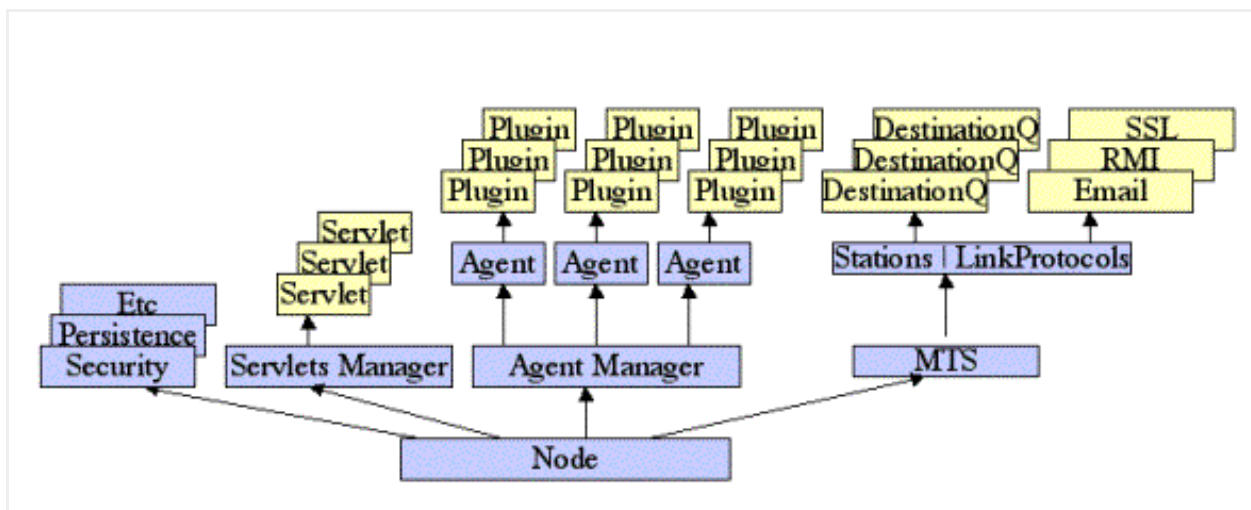 Plugin Plugin Plugin DestinationQ SSL
Plugin Plugin Plugin DestinationQ RMI
Plugin Plugin Plugin DestinationQ Email
Servlet
Servlet Agent Agent Agent Stations | LinkProtocols
Servlet
Etc
Persistence
Security Servlets Manager Agent Manager MTS
Node